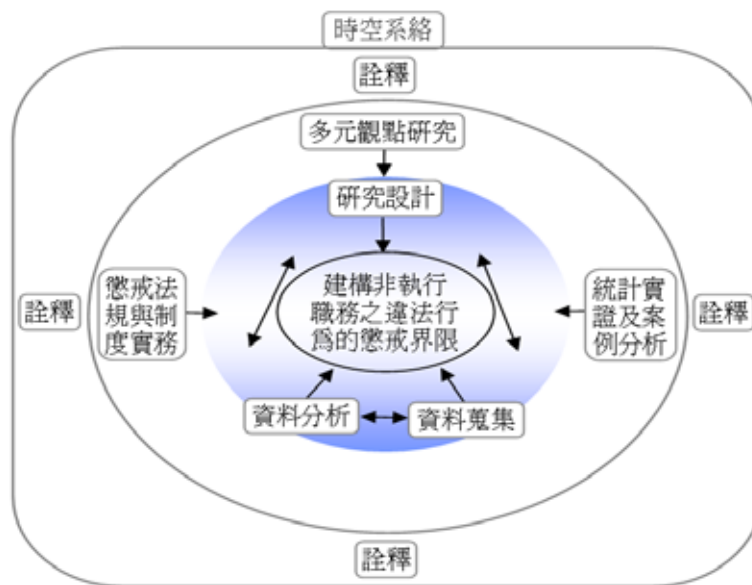 時空系絡
詮釋
多元觀點研究
研究設計
懲戒法
規與制
度實務
建構非執行
職務之違法行
為的懲戒界限
統計實
證及案
例分析
詮釋
詮釋
資料分析
資料蒐集
詮釋